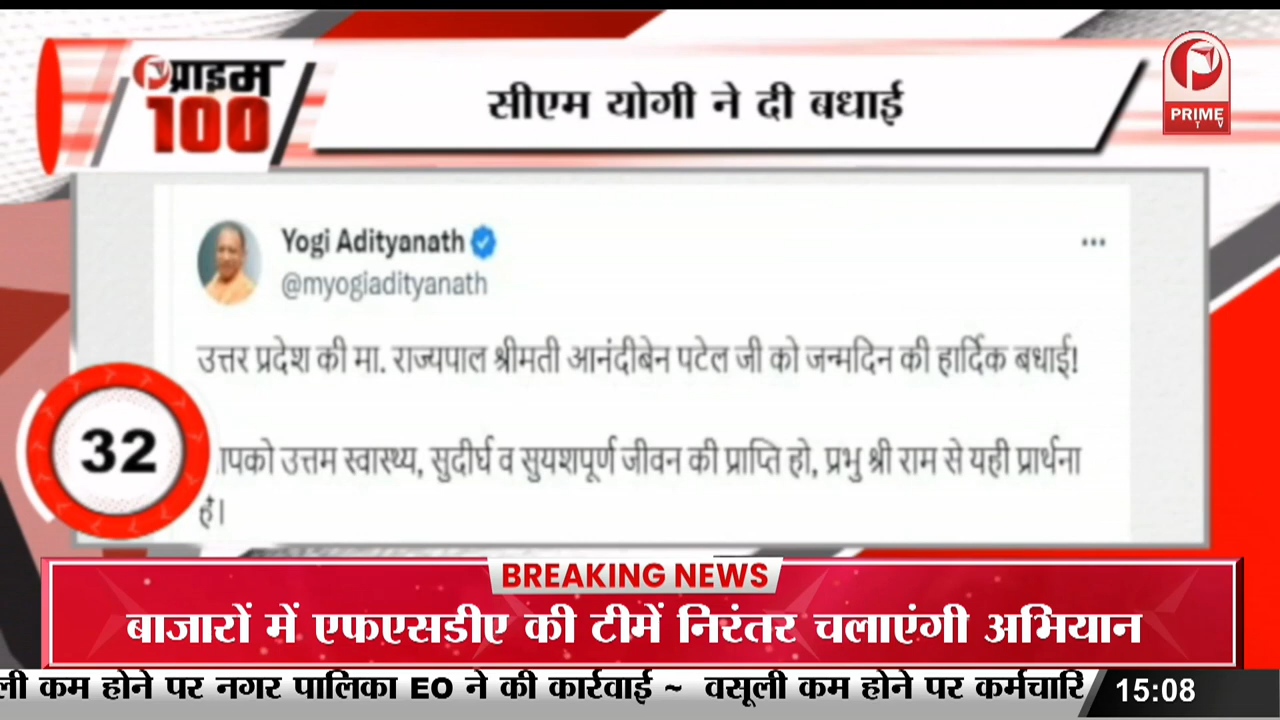 प्राइम
100
सीएम योगी ने दी बधाई
PRIME
TV
Yogi Adityanath
@myogiadityanath
उत्तर प्रदेश की मा. राज्यपाल श्रीमती आनंदीबेन पटेल जी को जन्मदिन की हार्दिक बधाई!
32
ापको उत्तम स्वास्थ्य, सुदीर्घ व सुयशपूर्ण जीवन की प्राप्ति हो, प्रभु श्री राम से यही प्रार्थना
है।
BREAKING NEWS
बाजारों में एफएसडीए की टीमें निरंतर चलाएंगी अभियान
ली कम होने पर नगर पालिका EO ने की कार्रवाई ~ वसूली कम होने पर कर्मचारि
15:08